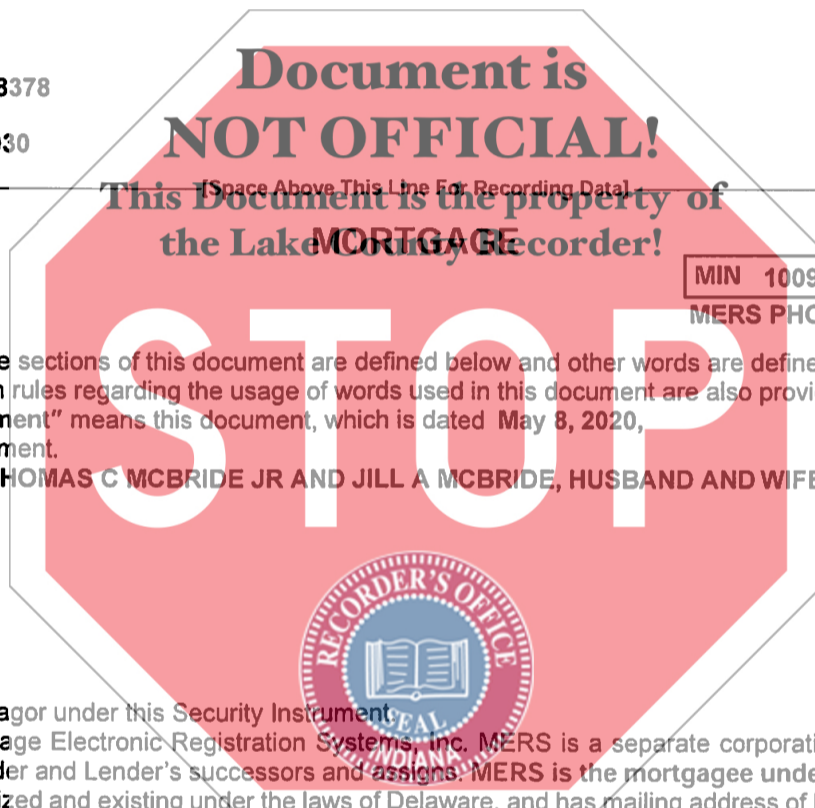 Document is
8378
NOT OFFICIAL!
30
[Space Above This Line For Recording Data]
This Document is the property of
MORTGAGE
the Lake County Recorder!
MIN 1009
MERS PHO
STOP
e sections of this document are defined below and other words are define
n rules regarding the usage of words used in this document are also provi
ment” means this document, which is dated May 8, 2020,
ment.
HOMAS C MCBRIDE JR AND JILL A MCBRIDE, HUSBAND AND WIFE
RECORDER'S OFFICE
SEAL
INDIANA
agor under this Security Instrument.
age Electronic Registration Systems, Inc. MERS is a separate corporati
der and Lender's successors and assigns. MERS is the mortgagee unde
ized and existing under the laws of Delaware, and has mailing address of